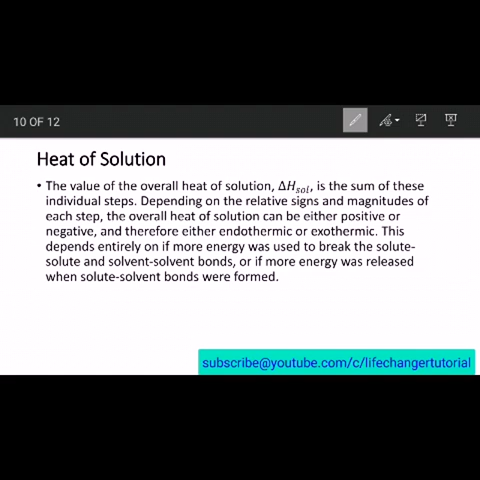 10 OF 12
Heat of Solution
• The value of the overall heat of solution, ΔH_sol, is the sum of these
individual steps. Depending on the relative signs and magnitudes of
each step, the overall heat of solution can be either positive or
negative, and therefore either endothermic or exothermic. This
depends entirely on if more energy was used to break the solute-
solute and solvent-solvent bonds, or if more energy was released
when solute-solvent bonds were formed.
subscribe@youtube.com/c/lifechangertutorial